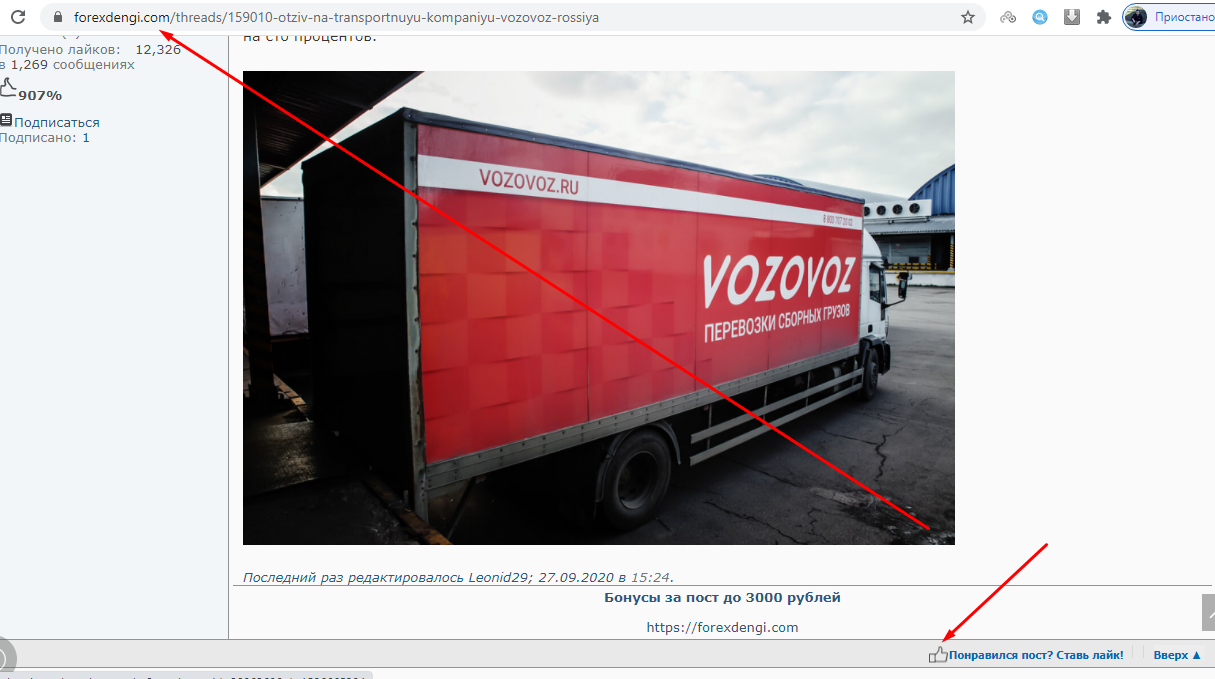 forexdengi.com/threads/159010-otziv-na-transportnuyu-kompaniyu-vozovoz-rossiya
Приостано
Получено лайков: 12,326
в 1,269 сообщениях
907%
Подписаться
Подписано: 1
на сто процентов.
VOZOVOZ.RU
8 800 707 20 02
VOZOVOZ
ПЕРЕВОЗКИ СБОРНЫХ ГРУЗОВ
Последний раз редактировалось Leonid29; 27.09.2020 в 15:24.
Бонусы за пост до 3000 рублей
https://forexdengi.com
Понравился пост? Ставь лайк!
Вверх ▲